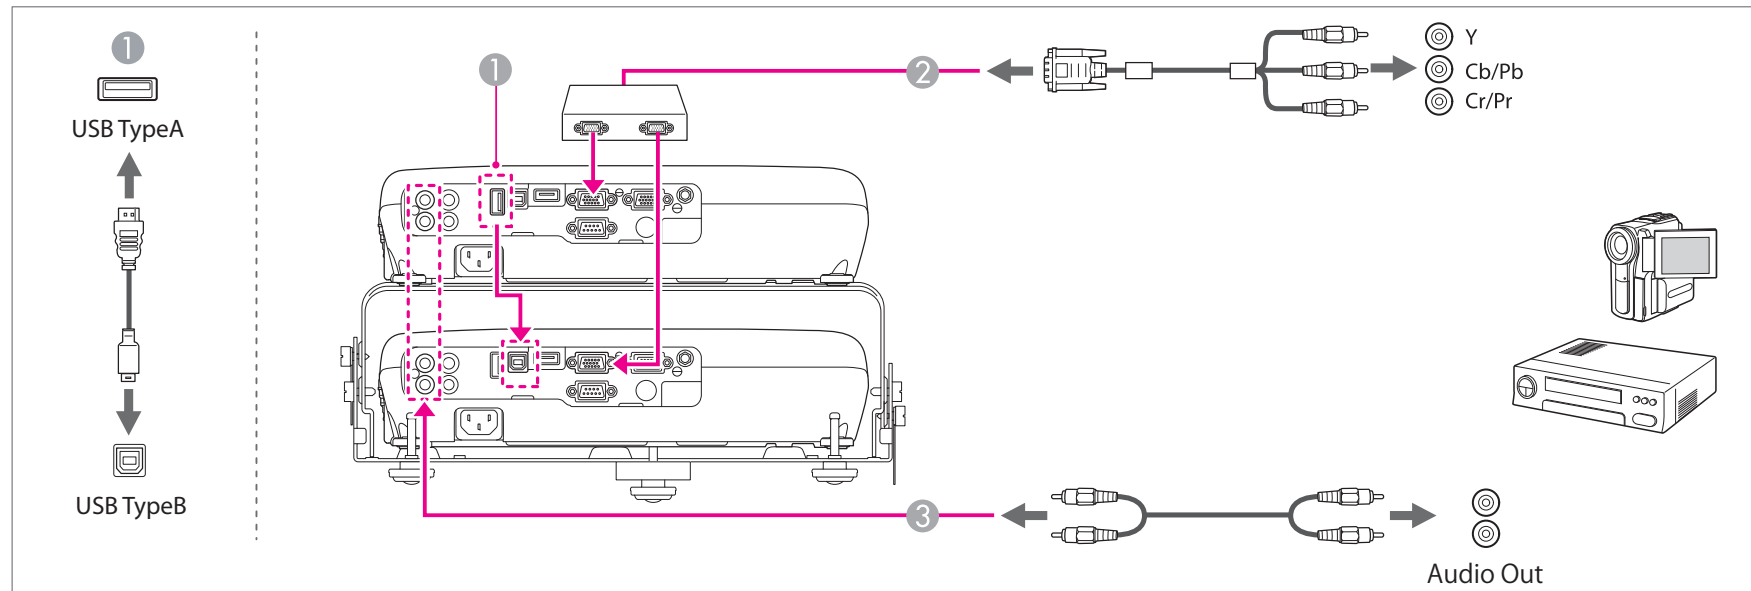 1
USB TypeA
USB TypeB
1
2
Y
Cb/Pb
Cr/Pr
3
Audio Out